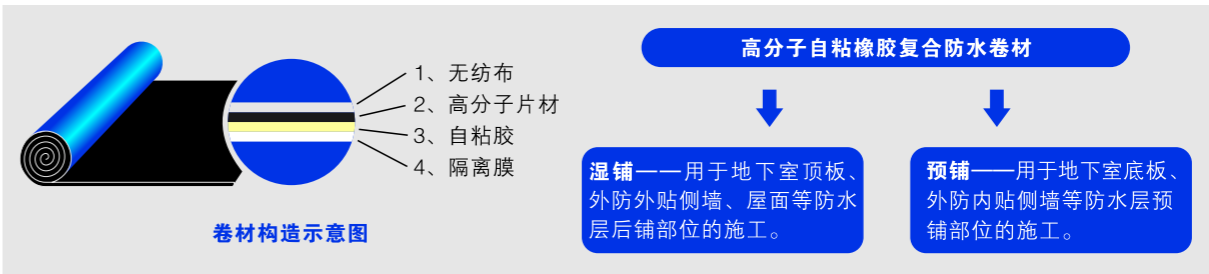 1、无纺布
2、高分子片材
3、自粘胶
4、隔离膜
卷材构造示意图
高分子自粘橡胶复合防水卷材
湿铺——用于地下室顶板、
外防外贴侧墙、屋面等防水
层后铺部位的施工。
预铺——用于地下室底板、
外防内贴侧墙等防水层预
铺部位的施工。